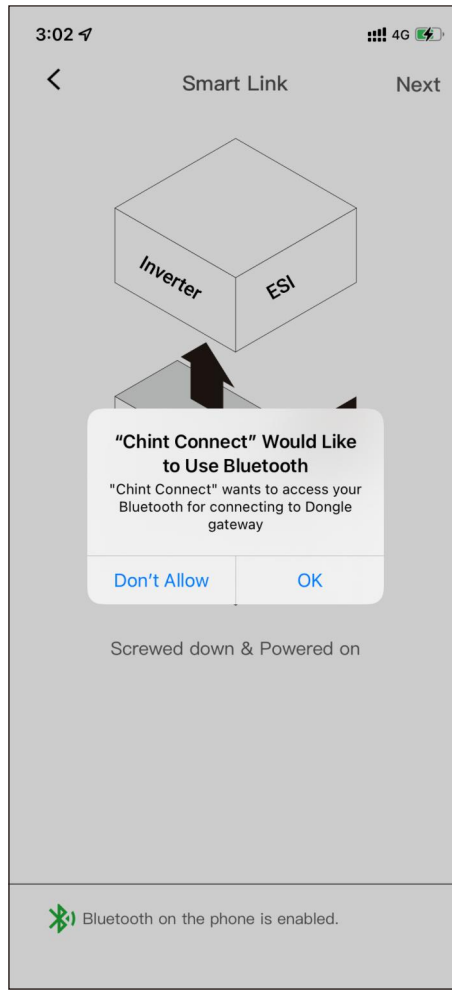 3:02 4G
Smart Link Next
Inverter ESI
“Chint Connect” Would Like
to Use Bluetooth
"Chint Connect" wants to access your
Bluetooth for connecting to Dongle
gateway
Don’t Allow OK
Screwed down & Powered on
Bluetooth on the phone is enabled.